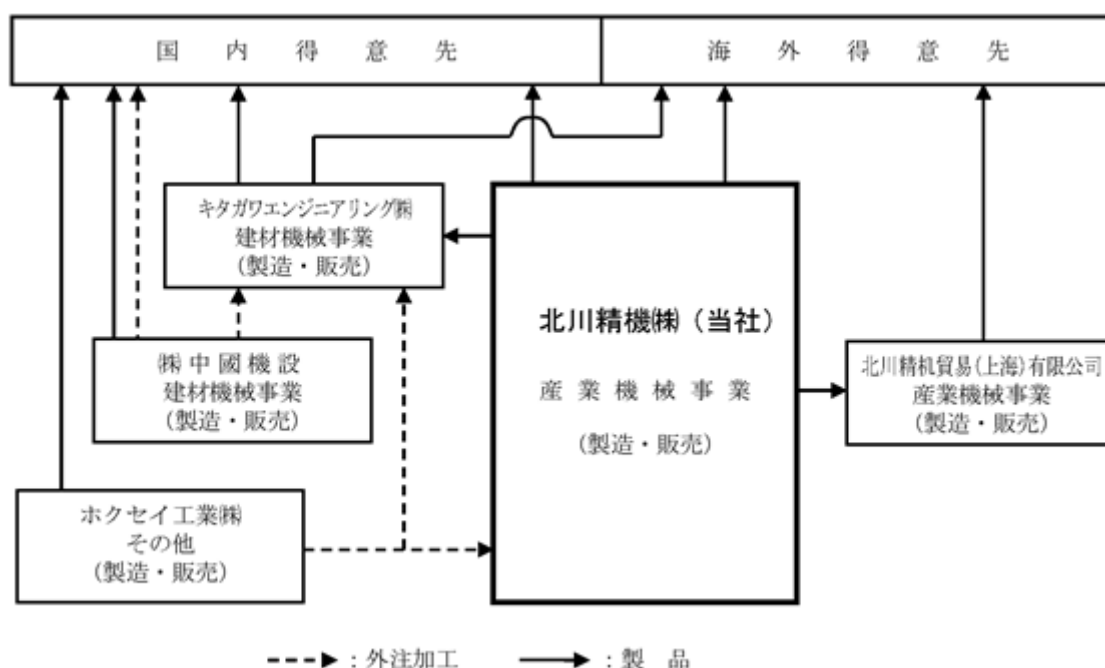 国内得意先
海外得意先
キタガワエンジニアリング㈱
建材機械事業
(製造・販売)
北川精機㈱（当社）
産業機械事業
(製造・販売)
㈱中國機設
建材機械事業
(製造・販売)
北川精机貿易(上海)有限公司
産業機械事業
(製造・販売)
ホクセイ工業㈱
その他
(製造・販売)
：外注加工
：製品